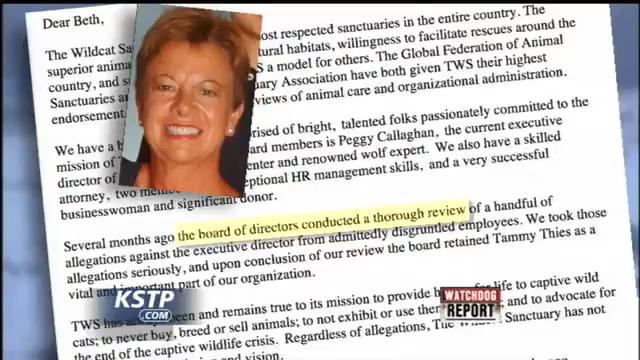 Dear Beth,
The Wildcat Sa ost respected sanctuaries in the entire country. The
superior anima tural habitats, willingness to facilitate rescues around the
country, and s S a model for others. The Global Federation of Animal
Sanctuaries a uary Association have both given TWS their highest
endorsement views of animal care and organizational administration.
We have a b rised of bright, talented folks passionately committed to the
mission of ard members is Peggy Callaghan, the current executive
director of enter and renowned wolf expert. We also have a skilled
attorney, two mem eptional HR management skills, and a very successful
businesswoman and significant donor.
Several months ago the board of directors conducted a thorough review of a handful of
allegations against the executive director from admittedly disgruntled employees. We took those
allegations seriously, and upon conclusion of our review the board retained Tammy Thies as a
vital and important part of our organization.
TWS has and remains true to its mission to provide for life to captive wild
cats; to never buy, breed or sell animals; to not exhibit or use them and to advocate for
the end of the captive wildlife crisis. Regardless of allegations, The Sanctuary has not
and vision.
KSTP
.COM
WATCHDOG
REPORT